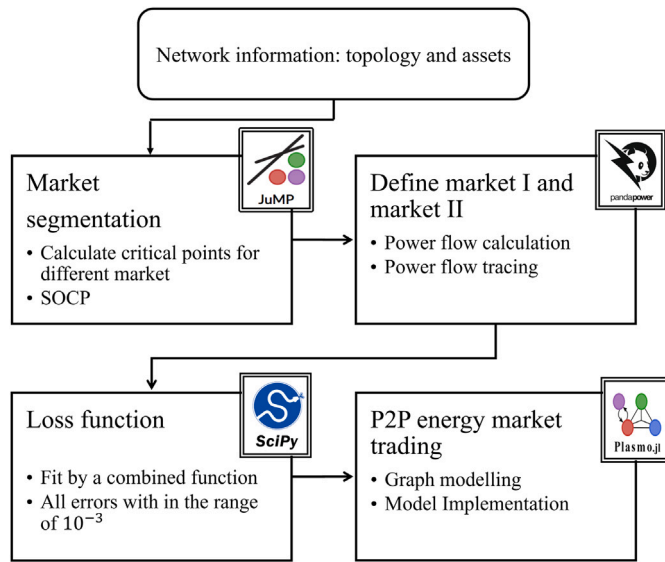 Network information: topology and assets
Market
segmentation
• Calculate critical points for
different market
• SOCP
JuMP
Define market I and
market II
• Power flow calculation
• Power flow tracing
pandapower
Loss function
• Fit by a combined function
• All errors with in the range
of 10⁻³
SciPy
P2P energy market
trading
• Graph modelling
• Model Implementation
Plasmo.jl